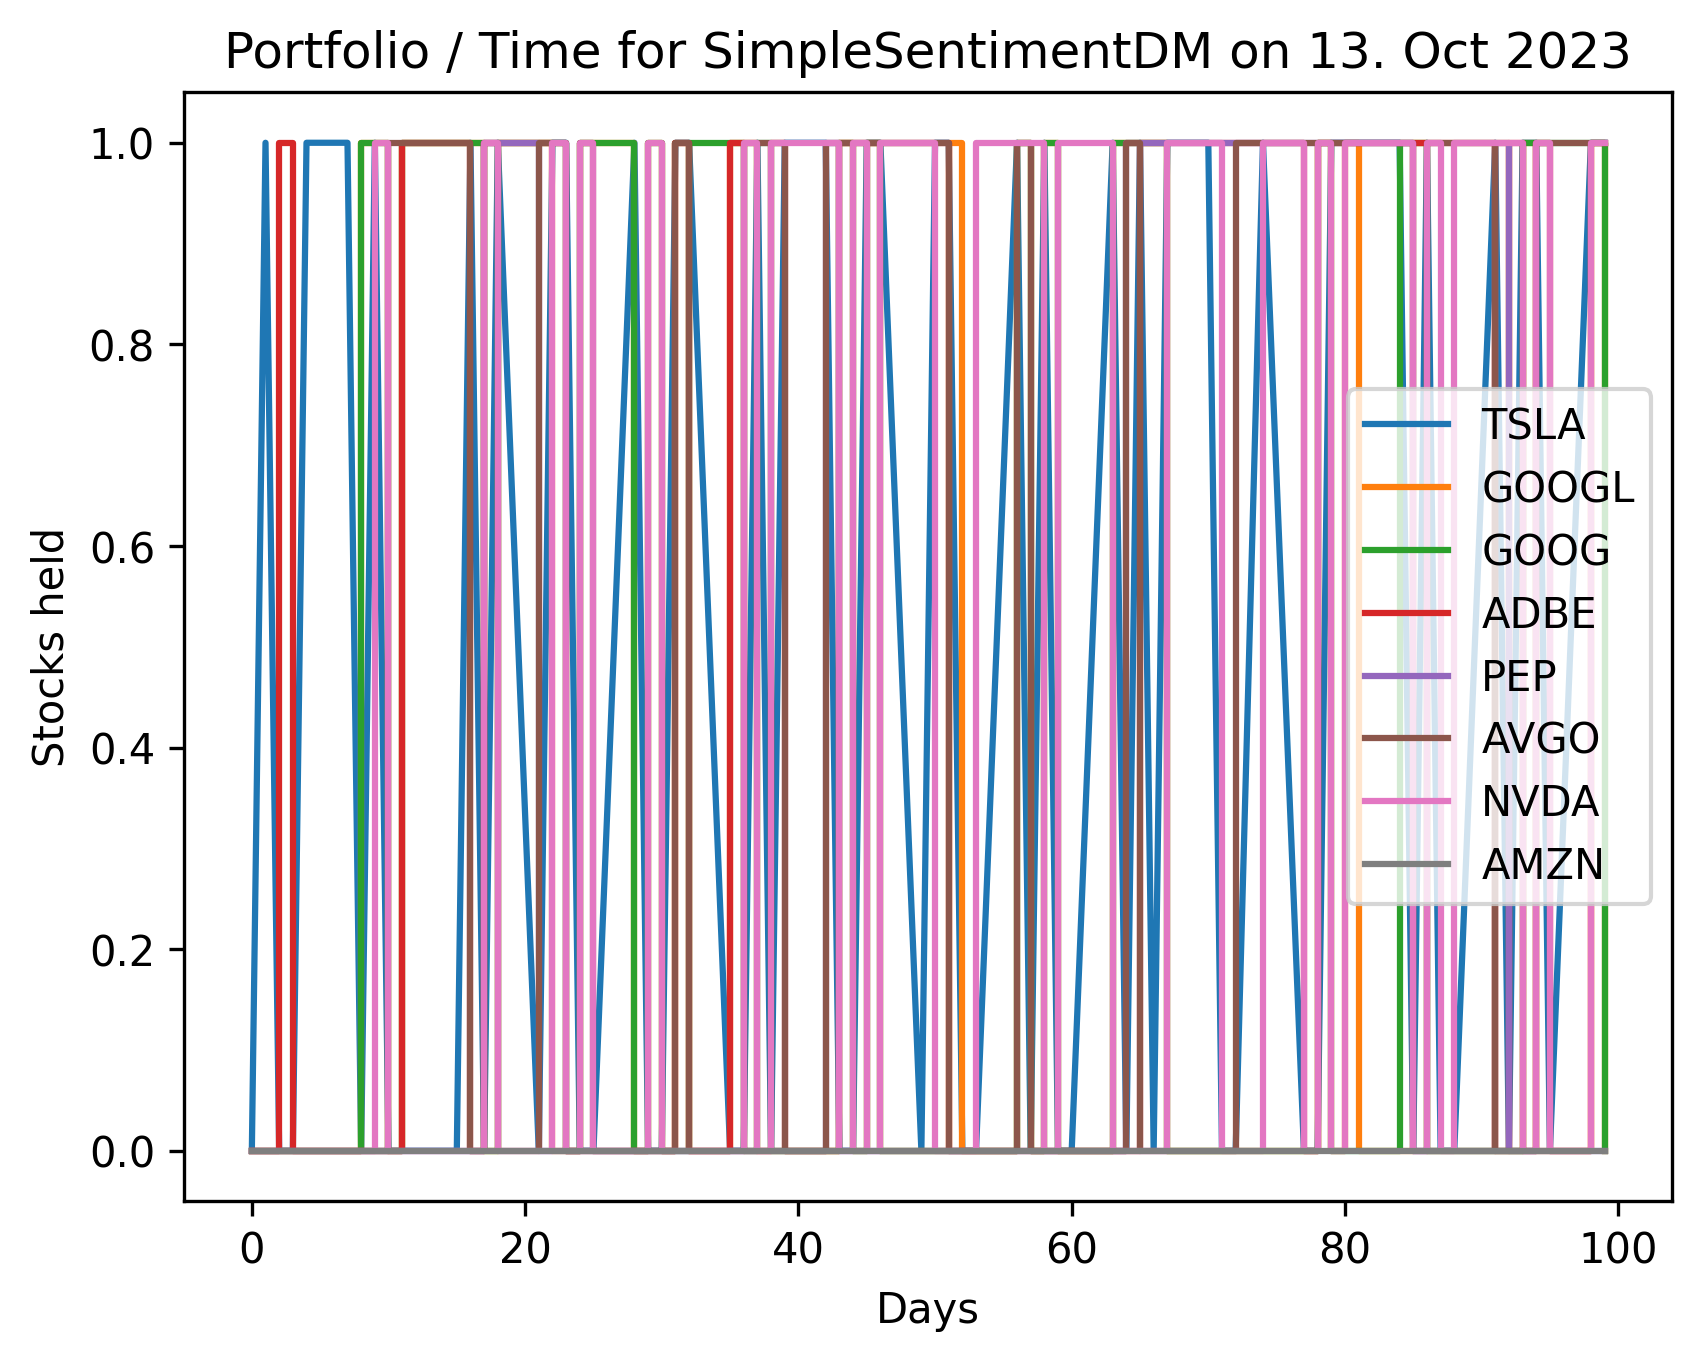 Portfolio / Time for SimpleSentimentDM on 13. Oct 2023
1.0
0.8
0.6
0.4
0.2
0.0
Stocks held
TSLA
GOOGL
GOOG
ADBE
PEP
AVGO
NVDA
AMZN
0 20 40 60 80 100
Days